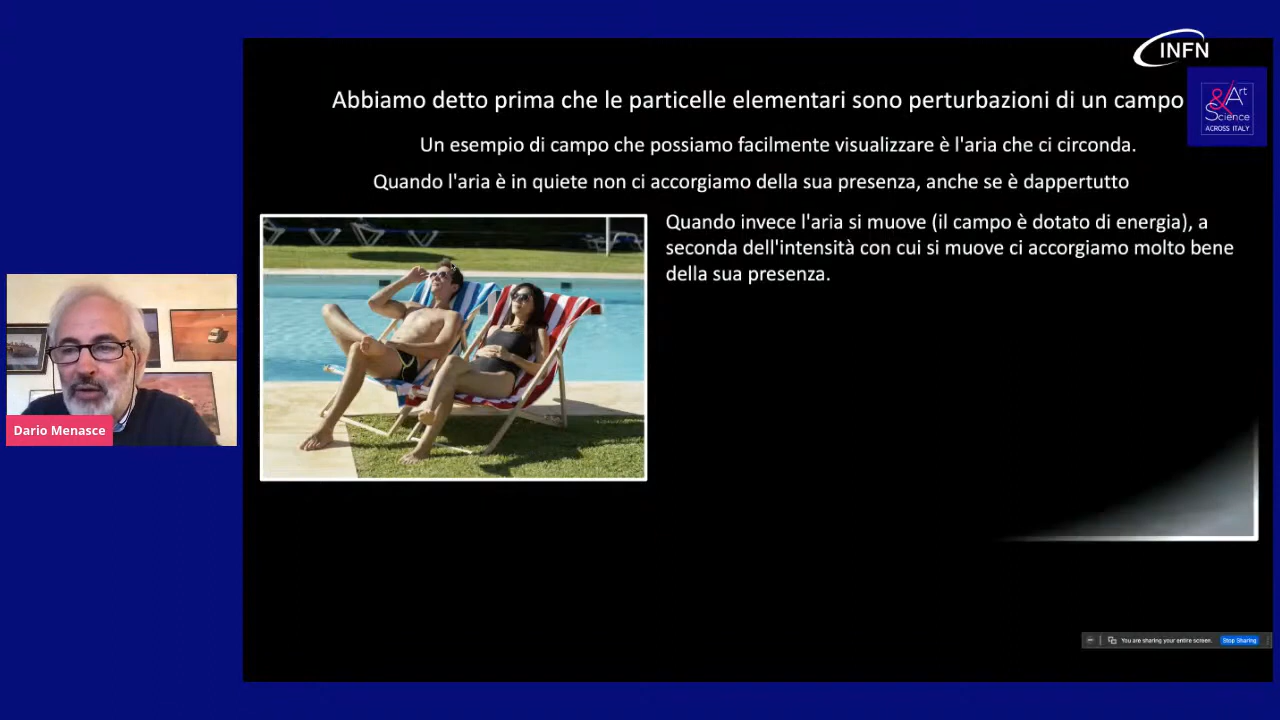 INFN
Art
&
Science
ACROSS ITALY
Abbiamo detto prima che le particelle elementari sono perturbazioni di un campo
Un esempio di campo che possiamo facilmente visualizzare è l'aria che ci circonda.
Quando l'aria è in quiete non ci accorgiamo della sua presenza, anche se è dappertutto
Quando invece l'aria si muove (il campo è dotato di energia), a
seconda dell'intensità con cui si muove ci accorgiamo molto bene
della sua presenza.
Dario Menasce
You are sharing your entire screen. Stop Sharing